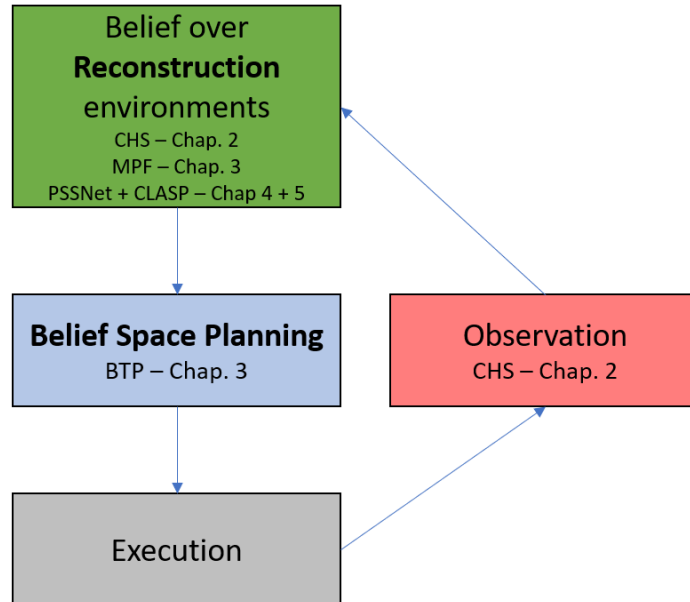 Belief over
Reconstruction
environments
CHS – Chap. 2
MPF – Chap. 3
PSSNet + CLASP – Chap 4 + 5
Belief Space Planning
BTP – Chap. 3
Observation
CHS – Chap. 2
Execution